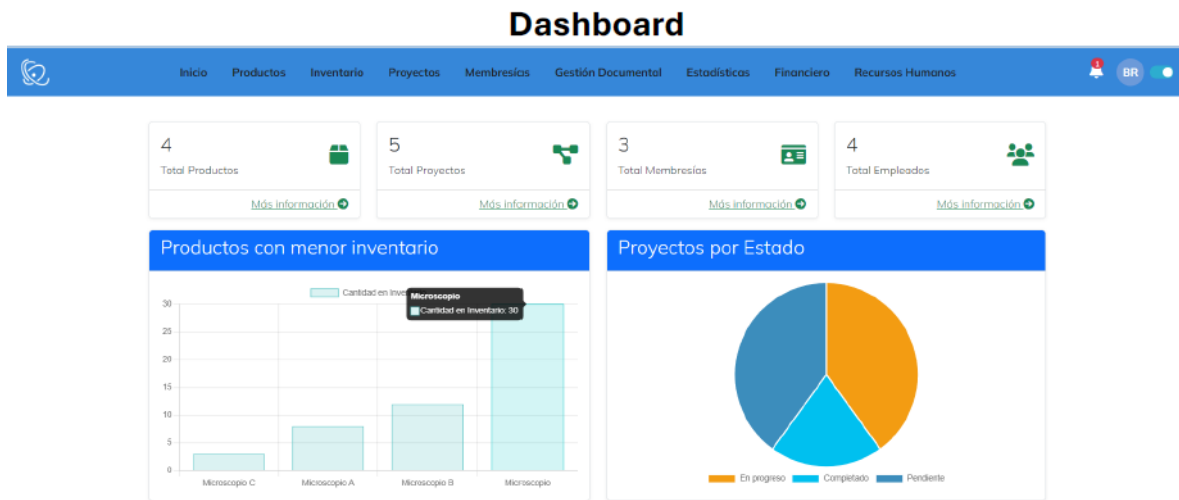 Dashboard
Inicio Productos Inventario Proyectos Membresías Gestión Documental Estadísticas Financiero Recursos Humanos 1 BR
4
Total Productos
Más información
5
Total Proyectos
Más información
3
Total Membresías
Más información
4
Total Empleados
Más información
Productos con menor inventario
Cantidad en Inve
Microscopio
Cantidad en Inventario: 30
30
25
20
15
10
5
0
Microscopio C Microscopio A Microscopio B Microscopio
Proyectos por Estado
En progreso Completado Pendiente